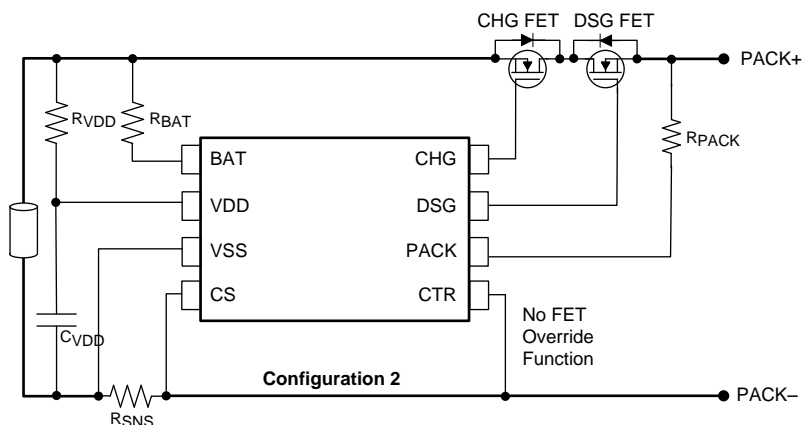 CHG FET DSG FET
PACK+
RVDD
RBAT
RPACK
BAT
CHG
VDD
DSG
VSS
PACK
CS
CTR
CVDD
No FET
Override
Function
Configuration 2
RSNS
PACK–